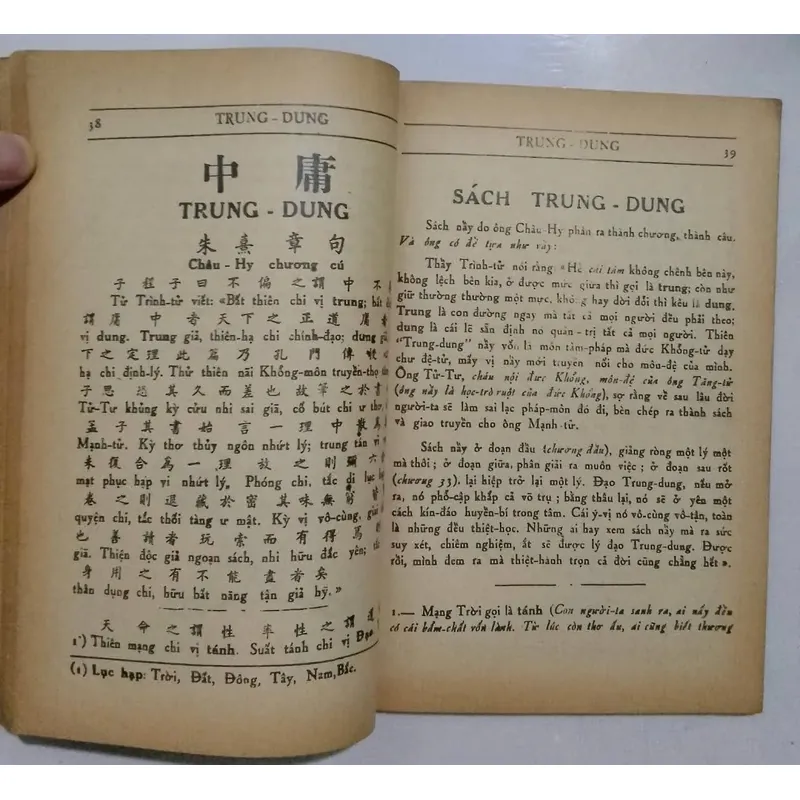 38
TRUNG - DUNG
中 庸
TRUNG - DUNG
朱 熹 章 句
Châu - Hy chương cú
子 程 子 曰 不 偏 之 謂 中 不
Tử Trình-tử viết: «Bất thiên chi vị trung; bất
謂 庸 中 者 天 下 之 正 道 庸 者
vị dung. Trung giả, thiên-hạ chi chính-đạo; dung giả
下 之 定 理 此 篇 乃 孔 門 傳
hạ chi định-lý. Thử thiên nãi Khổng-môn truyền-thọ
子 思 恐 其 久 而 差 也 故 筆 之 於 書
Tử-Tư khủng kỳ cửu nhi sai giã, cố bút chi ư thơ
孟 子 其 書 始 言 一 理 中 散
Mạnh-tử. Kỳ thơ thủy ngôn nhứt lý; trung tán vi
末 復 合 為 一 理 放 之 則 彌 六
mạt phục hạp vi nhứt lý. Phóng chi, tắc di lục
卷 之 則 退 藏 於 密 其 味 無 窮
quyện chi, tắc thối tàng ư mật. Kỳ vị vô-cùng,
也 善 讀 者 玩 索 而 有 得 焉
giã. Thiện độc giả ngoạn sách, nhi hữu đắc yên;
身 用 之 有 不 能 盡 者 矣
thân dụng chi, hữu bất năng tận giả hỹ.»
天 命 之 謂 性 率 性 之 謂 道
1·) Thiên mạng chi vị tánh. Suất tánh chi vị Đạo.
(1) Lục hạp: Trời, Đất, Đông, Tây, Nam, Bắc.
TRUNG - DUNG
39
SÁCH TRUNG - DUNG
Sách nầy do ông Châu-Hy phân ra thành chương, thành câu.
Và ông có đề tựa như vầy:
Thầy Trình-tử nói rằng: «Hễ cái tâm không chênh bên này,
không lệch bên kia, ở được mực giữa thì gọi là trung; còn như
giữ thường thường một mực, không hay dời đổi thì kêu là dung.
Trung là con đường ngay mà tất cả mọi người đều phải theo;
dung là cái lẽ sẵn định nó quản-trị tất cả mọi người. Thiên
“Trung-dung” nầy vốn là môn tâm-pháp mà đức Khổng-tử dạy
cho đệ-tử, mấy vị này mới truyền nối cho môn-đệ của mình.
Ông Tử-Tư, cháu nội đức Khổng, môn-đệ của ông Tăng-tử
(ông nầy là học-trò ruột của đức Khổng), sợ rằng về sau lâu đời
người-ta sẽ làm sai lạc pháp-môn đó đi, bèn chép ra thành sách
và giao truyền cho ông Mạnh-tử.
Sách nầy ở đoạn đầu (chương đầu), giảng ròng một lý một
mà thôi; ở đoạn giữa, phân giải ra muôn việc; ở đoạn sau rốt
(chương 33), lại hiệp trở lại một lý. Đạo Trung-dung, nếu mở
ra, nó phổ-cập khắp cả võ trụ; bằng thâu lại, nó sẽ ở yên một
cách kín-đáo huyền-bí trong tâm. Cái ý-vị nó vô-cùng vô-tận, toàn
là những đều thiệt-học. Những ai hay xem sách nầy mà ra sức
suy xét, chiêm nghiệm, ắt sẽ được lý đạo Trung-dung. Được
rồi, mình đem ra mà thiệt-hành trọn cả đời cũng chẳng hết».
1.— Mạng Trời gọi là tánh (Con người-ta sanh ra, ai nấy đều
có cái bẩm-chất vốn lành. Từ lúc còn thơ ấu, ai cũng biết thương